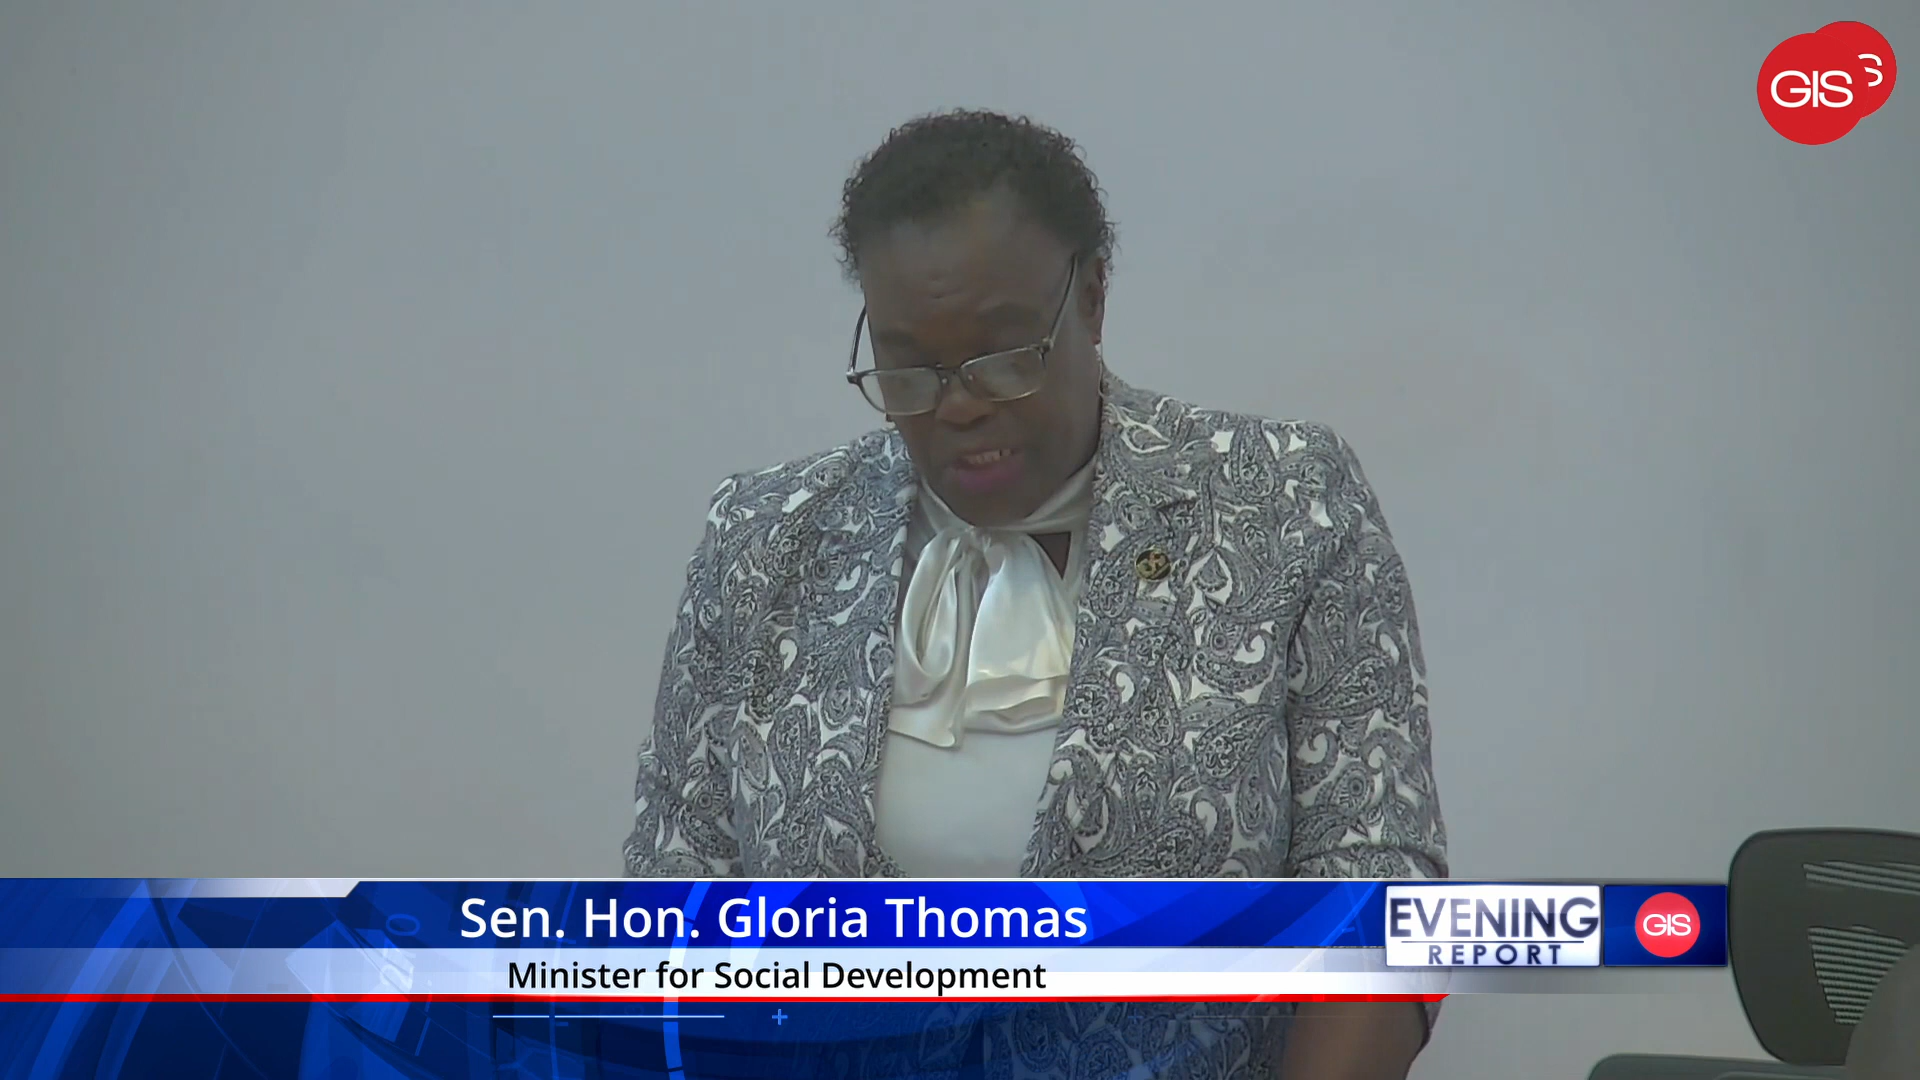 GIS
S
Sen. Hon. Gloria Thomas
Minister for Social Development
EVENING
REPORT
GIS